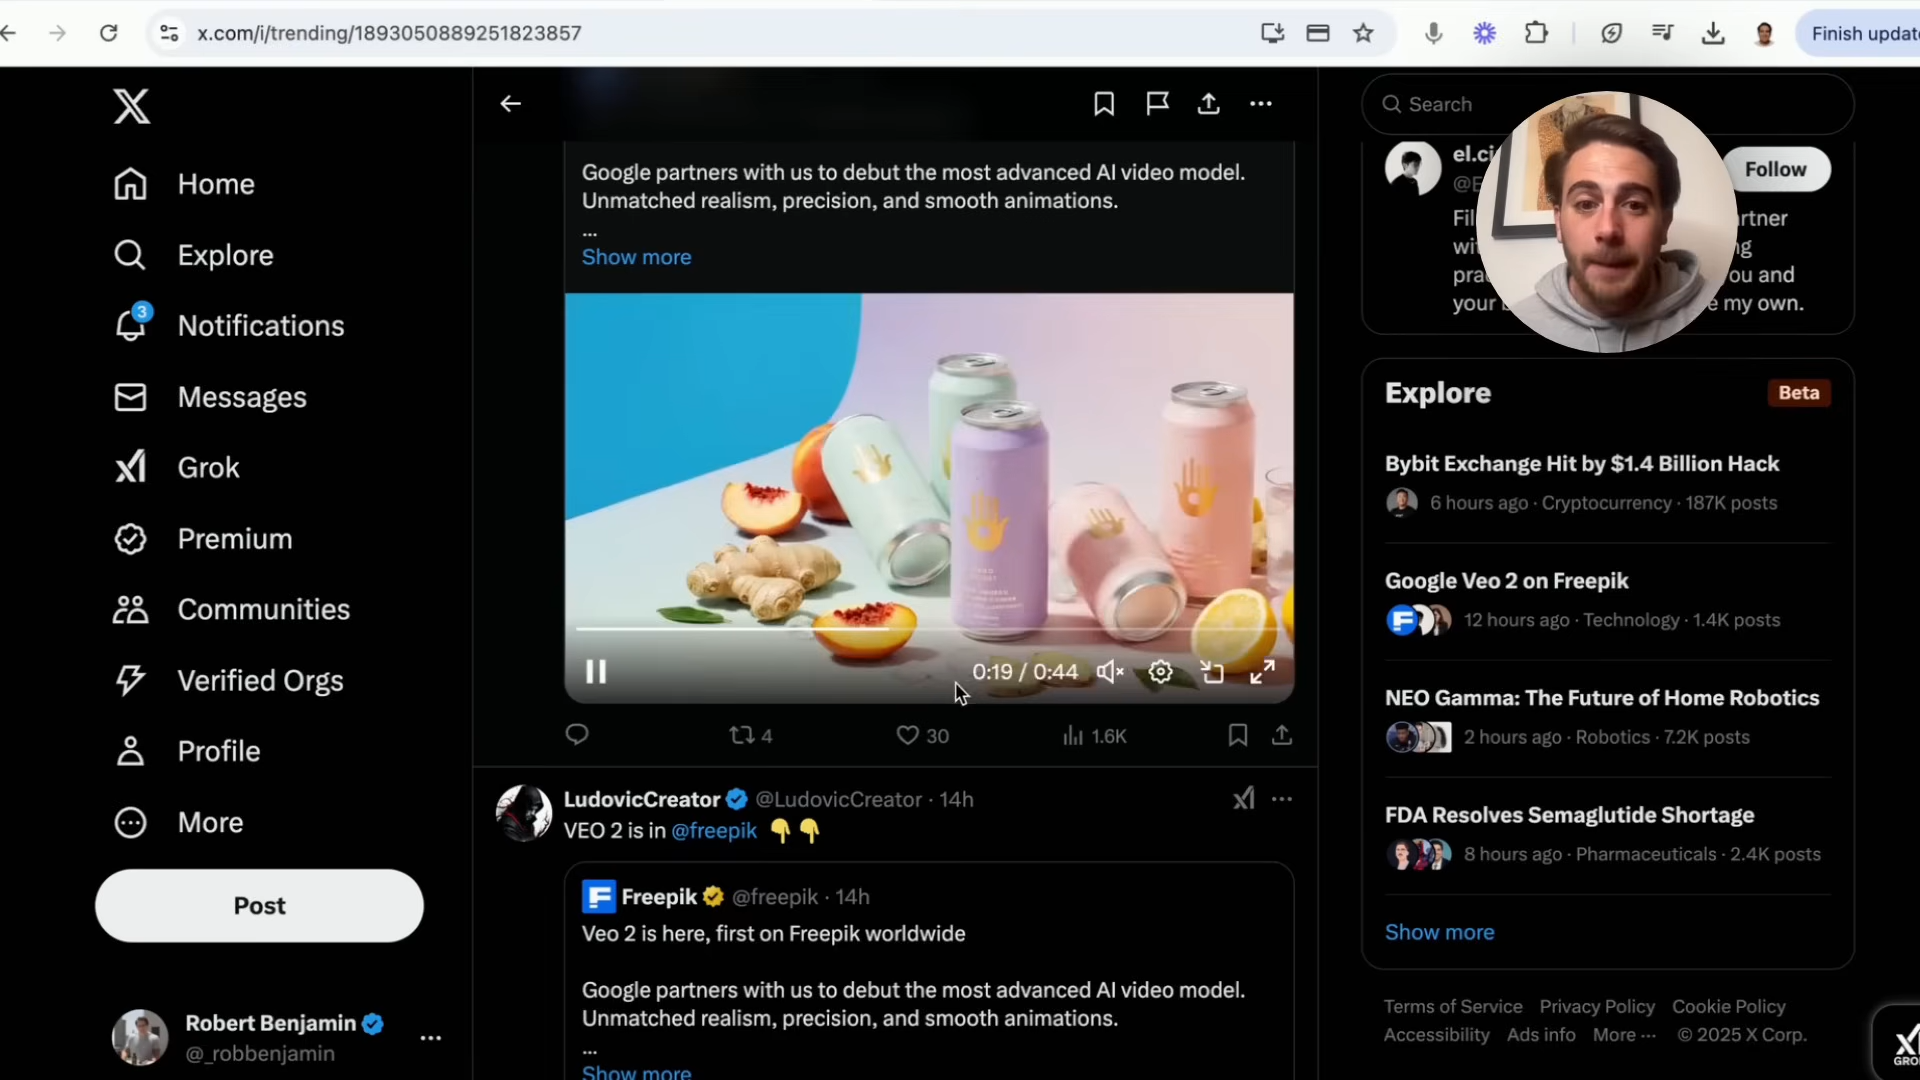 x.com/i/trending/1893050889251823857
Finish update
Home
Explore
3
Notifications
Messages
Grok
Premium
Communities
Verified Orgs
Profile
More
Post
Robert Benjamin
@_robbenjamin
Google partners with us to debut the most advanced AI video model.
Unmatched realism, precision, and smooth animations.
...
Show more
0:19 / 0:44
4
30
1.6K
LudovicCreator @LudovicCreator · 14h
VEO 2 is in @freepik 👇👇
Freepik @freepik · 14h
Veo 2 is here, first on Freepik worldwide
Google partners with us to debut the most advanced AI video model.
Unmatched realism, precision, and smooth animations.
...
Show more
Search
el.ci
Follow
rtner
you and
your
e my own.
Explore
Beta
Bybit Exchange Hit by $1.4 Billion Hack
6 hours ago · Cryptocurrency · 187K posts
Google Veo 2 on Freepik
12 hours ago · Technology · 1.4K posts
NEO Gamma: The Future of Home Robotics
2 hours ago · Robotics · 7.2K posts
FDA Resolves Semaglutide Shortage
8 hours ago · Pharmaceuticals · 2.4K posts
Show more
Terms of Service Privacy Policy Cookie Policy
Accessibility Ads info More ··· © 2025 X Corp.